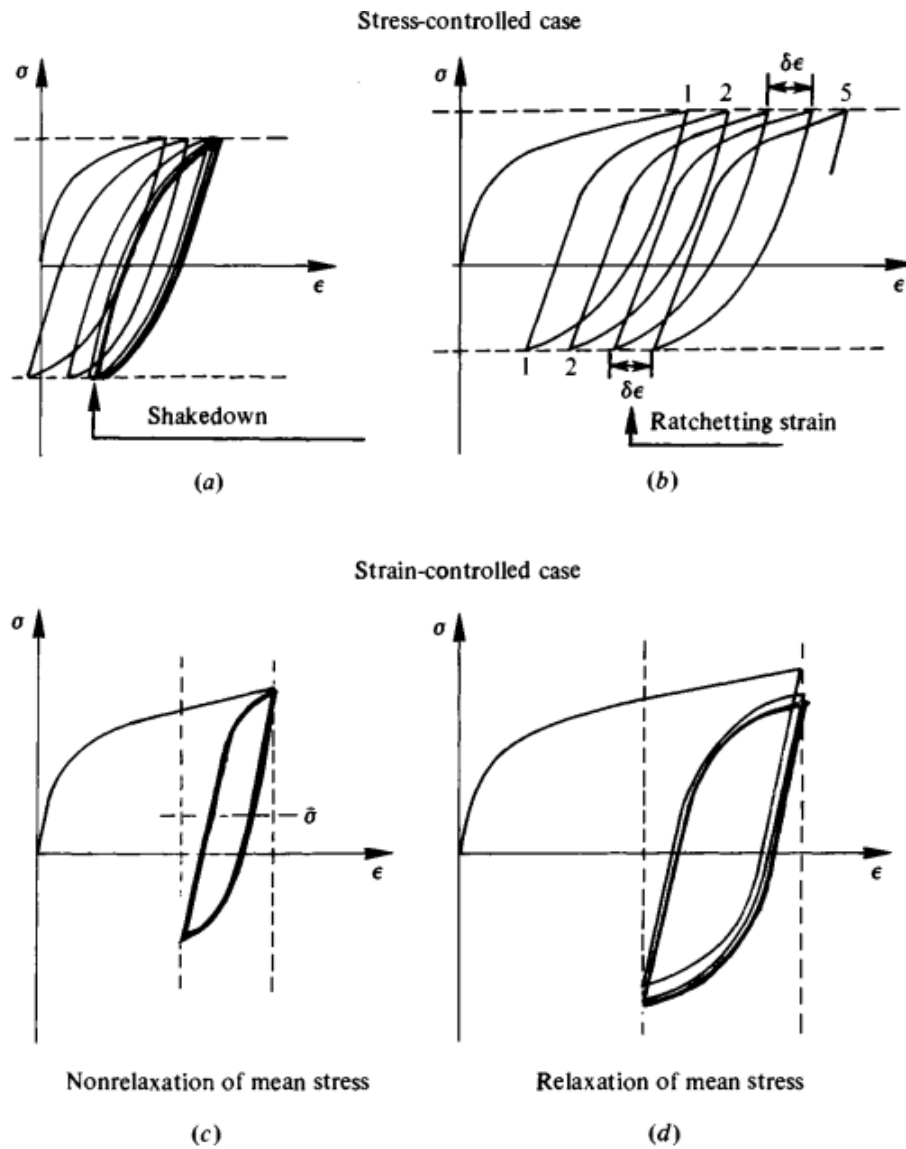 Stress-controlled case
σ
ϵ
Shakedown
(a)
σ
δϵ
1 2 5
ϵ
1 2 δϵ
Ratchetting strain
(b)
Strain-controlled case
σ
σ̄
ϵ
Nonrelaxation of mean stress
(c)
σ
ϵ
Relaxation of mean stress
(d)